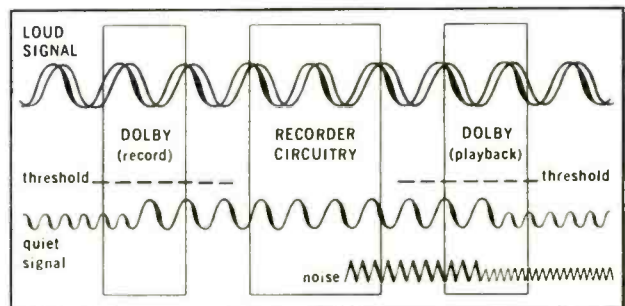 LOUD
SIGNAL
DOLBY
(record)
RECORDER
CIRCUITRY
DOLBY
(playback)
threshold
threshold
quiet
signal
noise